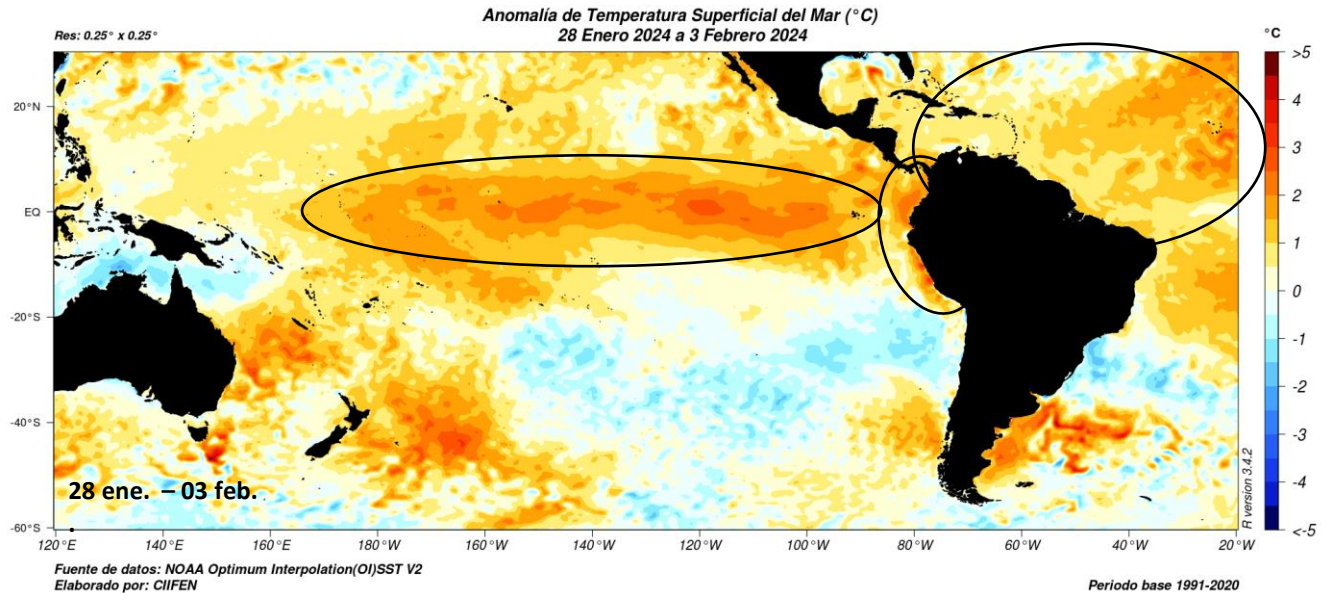 Anomalía de Temperatura Superficial del Mar (°C)
28 Enero 2024 a 3 Febrero 2024
Res: 0.25° x 0.25°
°C
>5
4
3
2
1
0
-1
-2
-3
-4
<-5
20°N
EQ
-20°S
-40°S
-60°S
28 ene. – 03 feb.
.
R version 3.4.2
120°E 140°E 160°E 180°W 160°W 140°W 120°W 100°W 80°W 60°W 40°W 20°W
Fuente de datos: NOAA Optimum Interpolation(OI)SST V2
Elaborado por: CIIFEN
Periodo base 1991-2020